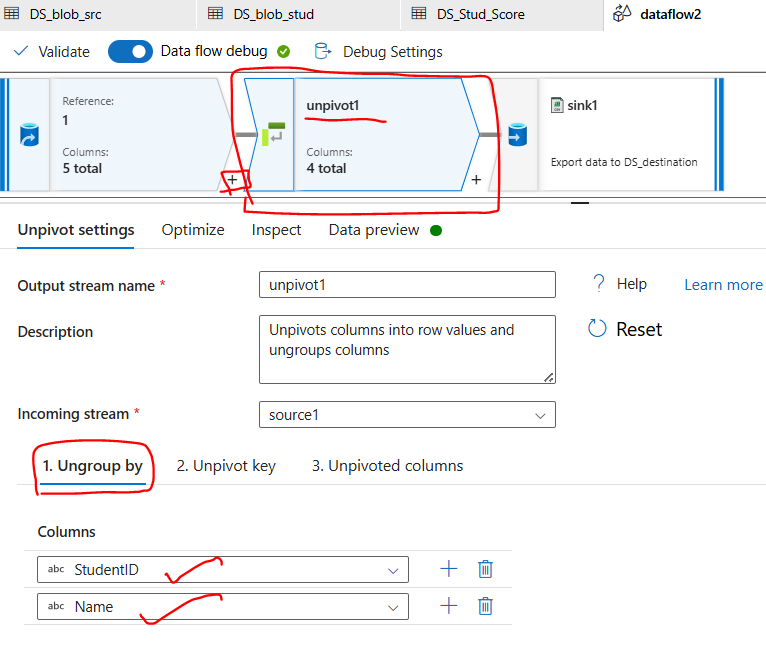 DS_blob_src DS_blob_stud DS_Stud_Score dataflow2
Validate Data flow debug Debug Settings
Reference:
1
Columns:
5 total
+
unpivot1
Columns:
4 total
+
sink1
Export data to DS_destination
Unpivot settings Optimize Inspect Data preview
Output stream name * unpivot1 ? Help Learn more
Description Unpivots columns into row values and
ungroups columns
Reset
Incoming stream * source1
1. Ungroup by 2. Unpivot key 3. Unpivoted columns
Columns
abc StudentID
abc Name